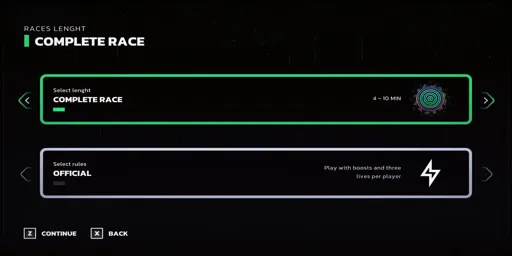 RACES LENGHT
COMPLETE RACE
Select lenght
COMPLETE RACE
4 – 10 MIN
Select rules
OFFICIAL
Play with boosts and three
lives per player
Z CONTINUE X BACK